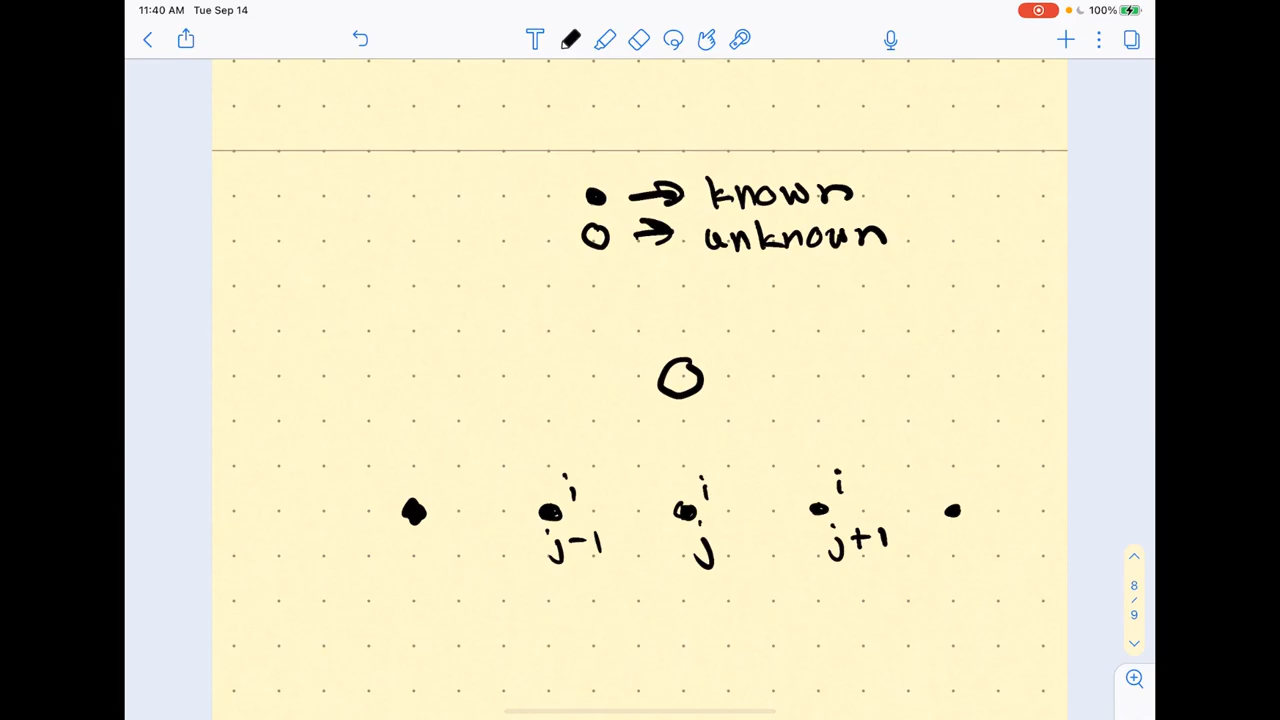 11:40 AM Tue Sep 14 100%
● → known
○ → unknown
i i i
j-1 j j+1
8
/
9